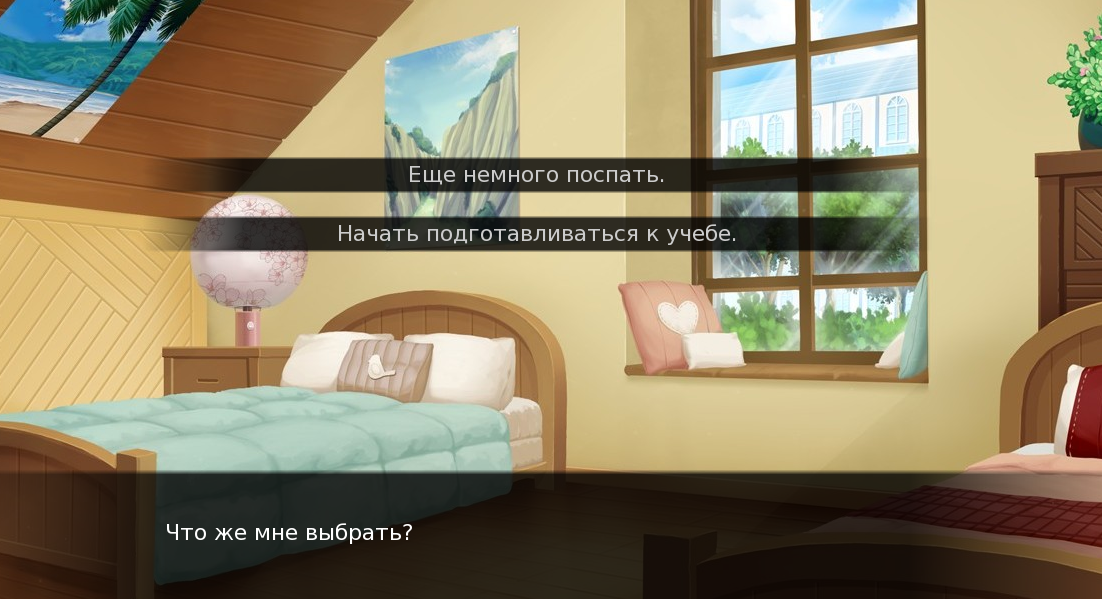 Еще немного поспать.
Начать подготавливаться к учебе.
Что же мне выбрать?